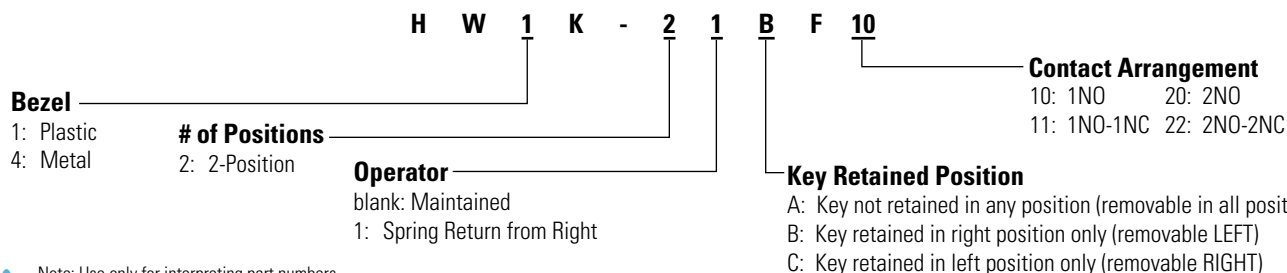 H W 1 K - 2 1 B F 10
Bezel
1: Plastic
4: Metal
# of Positions
2: 2-Position
Operator
blank: Maintained
1: Spring Return from Right
Contact Arrangement
10: 1NO 20: 2NO
11: 1NO-1NC 22: 2NO-2NC
Key Retained Position
A: Key not retained in any position (removable in all posit
B: Key retained in right position only (removable LEFT)
C: Key retained in left position only (removable RIGHT)
Note: Use only for interpreting part numbers